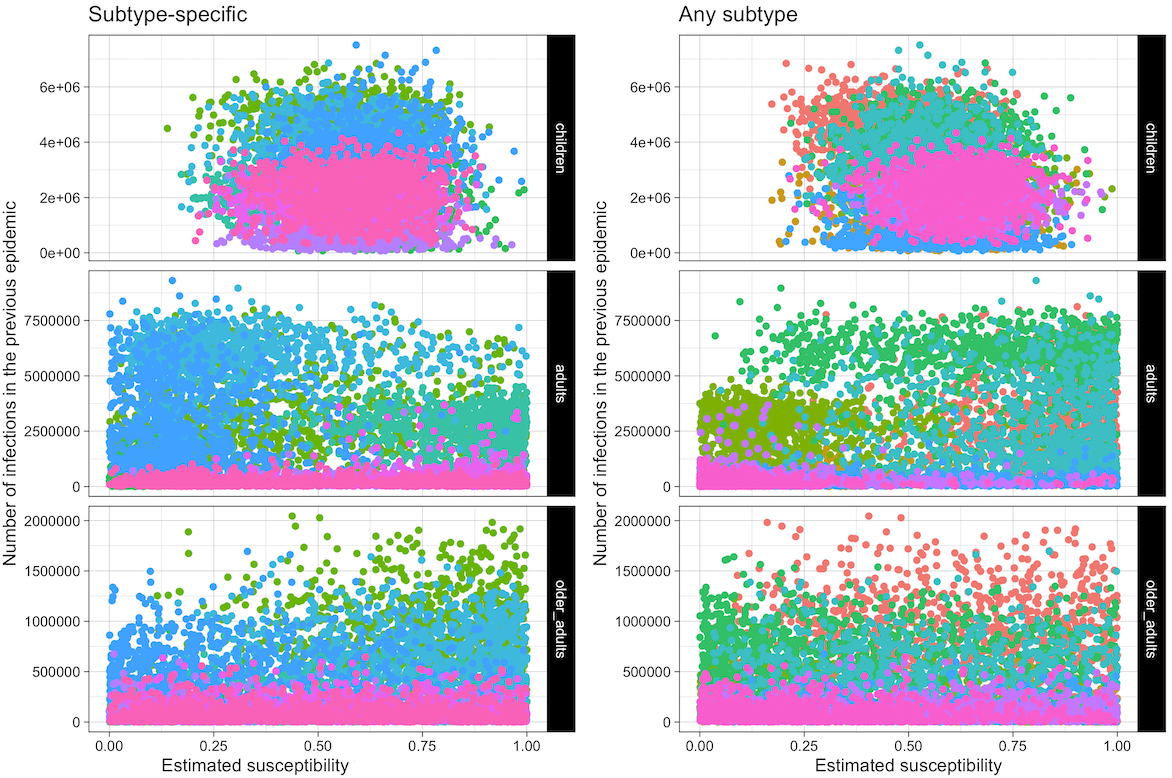 Subtype-specific
Any subtype
Number of infections in the previous epidemic
6e+06
4e+06
2e+06
0e+00
children
7500000
5000000
2500000
0
adults
2000000
1500000
1000000
500000
0
older_adults
0.00 0.25 0.50 0.75 1.00
Estimated susceptibility
Number of infections in the previous epidemic
6e+06
4e+06
2e+06
0e+00
children
7500000
5000000
2500000
0
adults
2000000
1500000
1000000
500000
0
older_adults
0.00 0.25 0.50 0.75 1.00
Estimated susceptibility